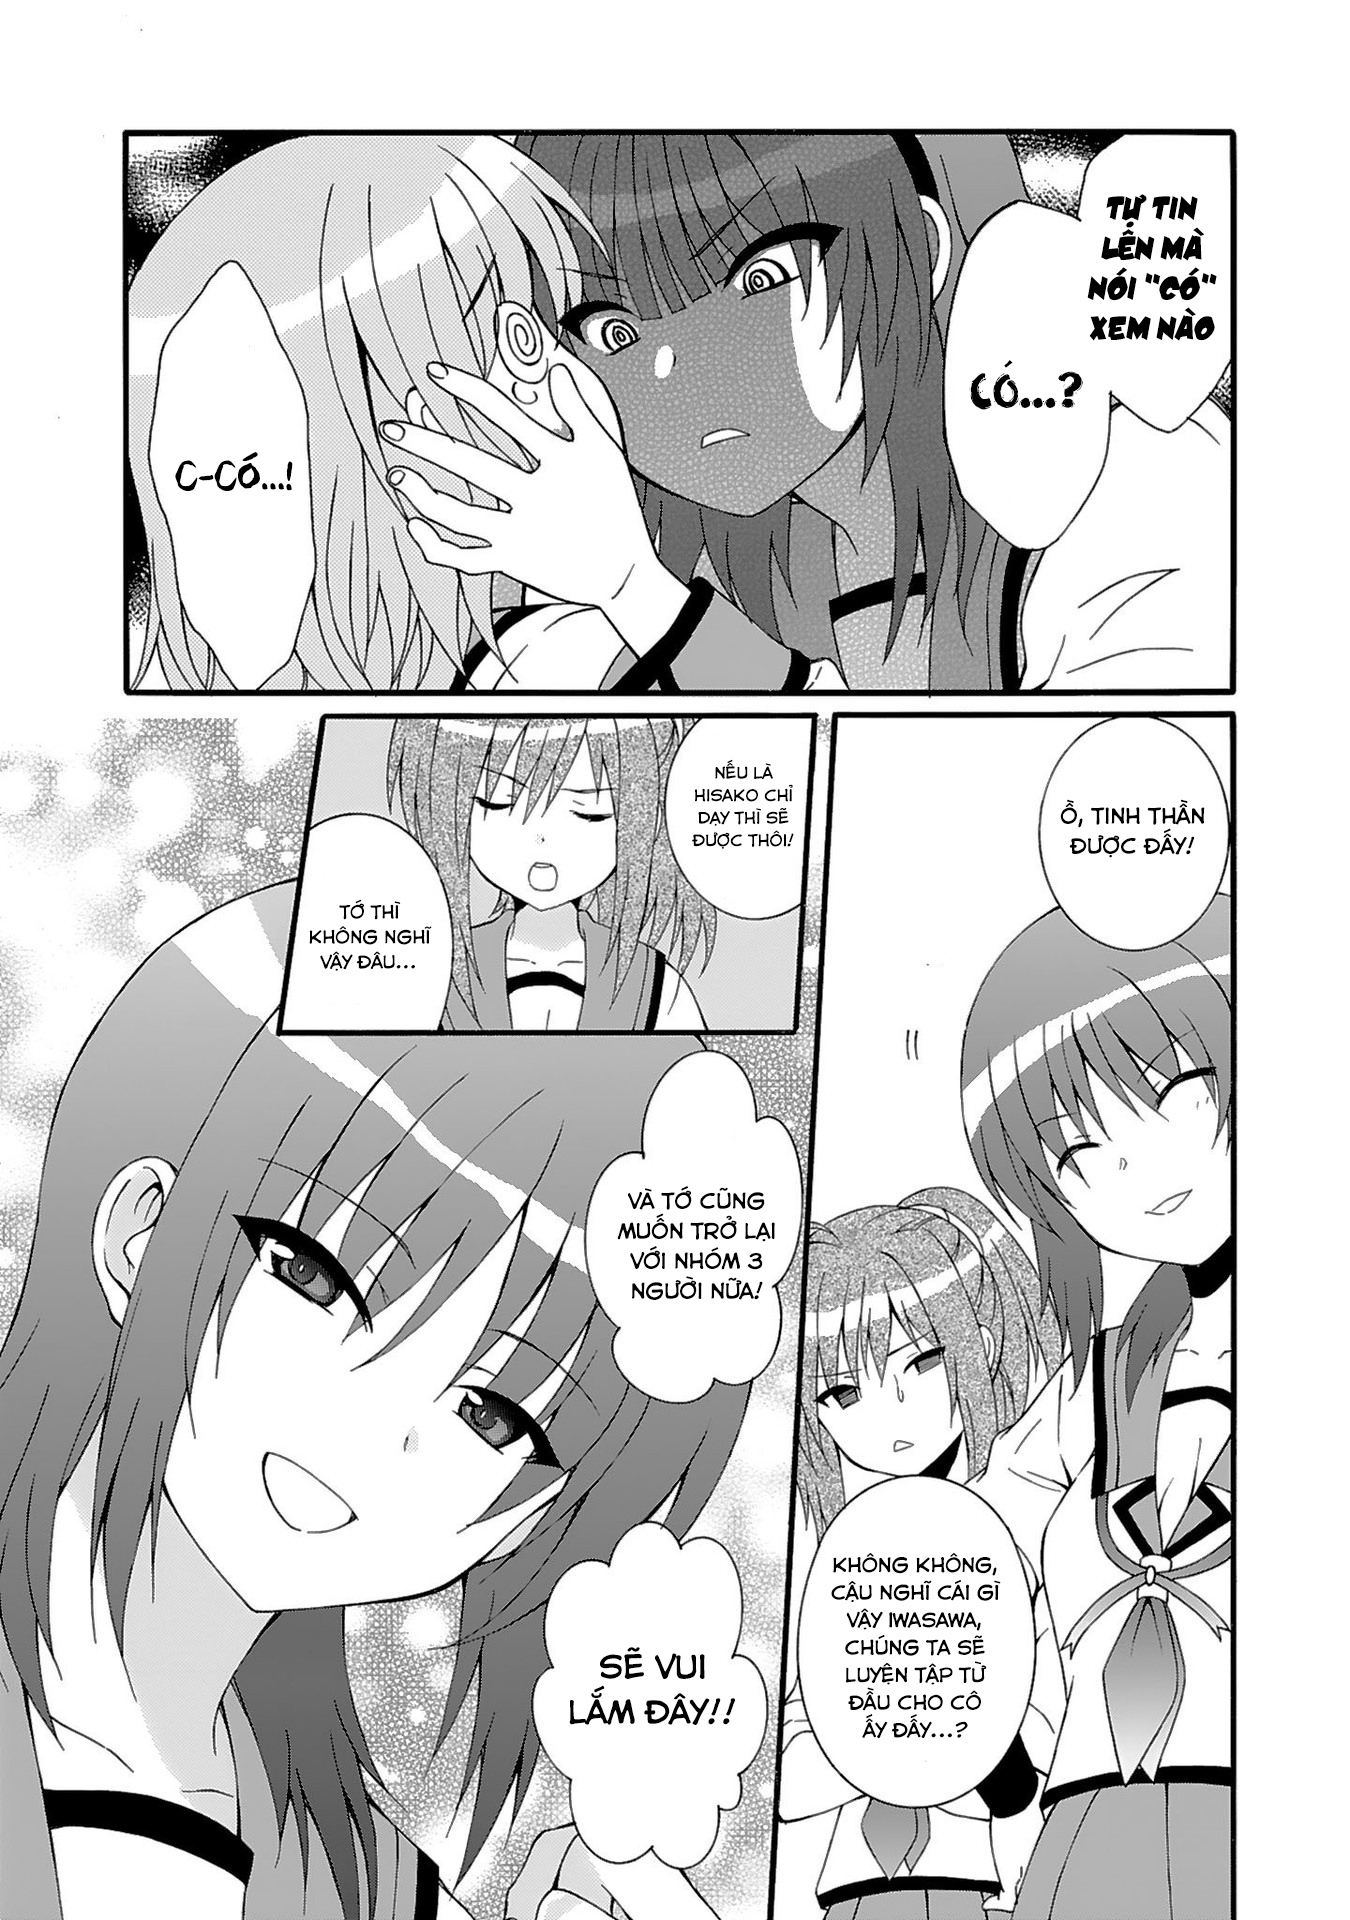 TỰ TIN
LÊN MÀ
NÓI "CÓ"
XEM NÀO
CÓ...?
C-CÓ...!
Ồ, TINH THẦN
ĐƯỢC ĐẤY!
KHÔNG KHÔNG,
CẬU NGHĨ CÁI GÌ
VẬY IWASAWA,
CHÚNG TA SẼ
LUYỆN TẬP TỪ
ĐẦU CHO CÔ
ẤY ĐẤY...?
NẾU LÀ
HISAKO CHỈ
DẠY THÌ SẼ
ĐƯỢC THÔI!
TỚ THÌ
KHÔNG NGHĨ
VẬY ĐÂU...
VÀ TỚ CŨNG
MUỐN TRỞ LẠI
VỚI NHÓM 3
NGƯỜI NỮA!
SẼ VUI
LẮM ĐÂY!!